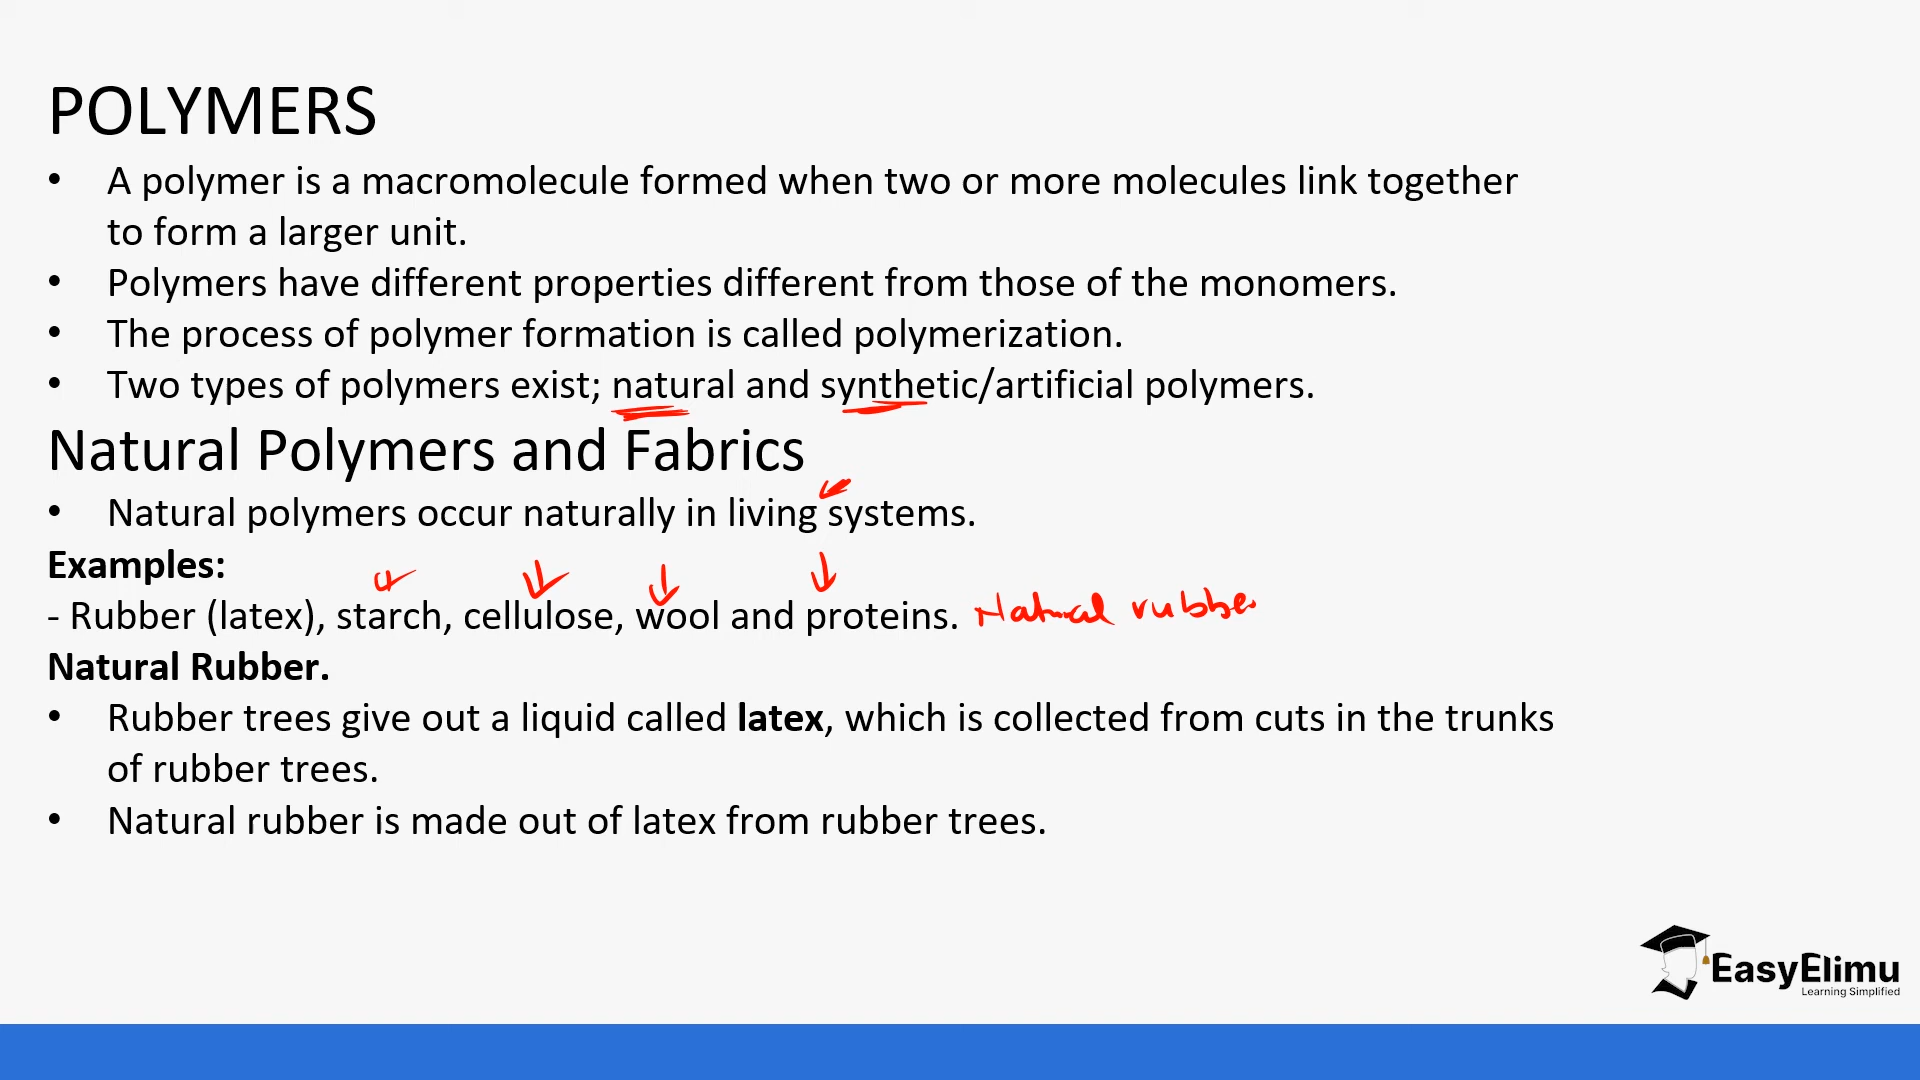 POLYMERS
• A polymer is a macromolecule formed when two or more molecules link together
to form a larger unit.
• Polymers have different properties different from those of the monomers.
• The process of polymer formation is called polymerization.
• Two types of polymers exist; natural and synthetic/artificial polymers.
Natural Polymers and Fabrics
• Natural polymers occur naturally in living systems.
Examples:
- Rubber (latex), starch, cellulose, wool and proteins. Natural rubber
Natural Rubber.
• Rubber trees give out a liquid called latex, which is collected from cuts in the trunks
of rubber trees.
• Natural rubber is made out of latex from rubber trees.
EasyElimu
Learning Simplified